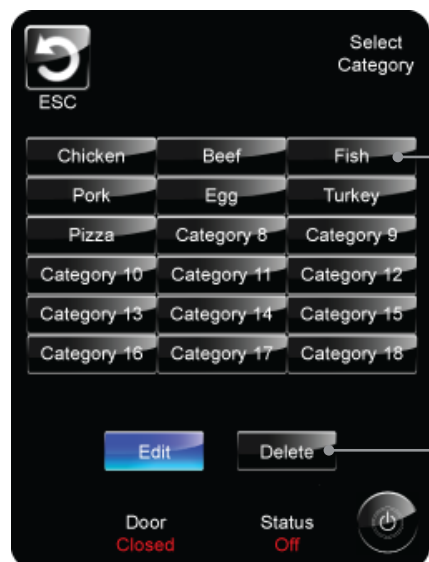 Select
Category
ESC
Chicken Beef Fish
Pork Egg Turkey
Pizza Category 8 Category 9
Category 10 Category 11 Category 12
Category 13 Category 14 Category 15
Category 16 Category 17 Category 18
Edit Delete
Door Status
Closed Off